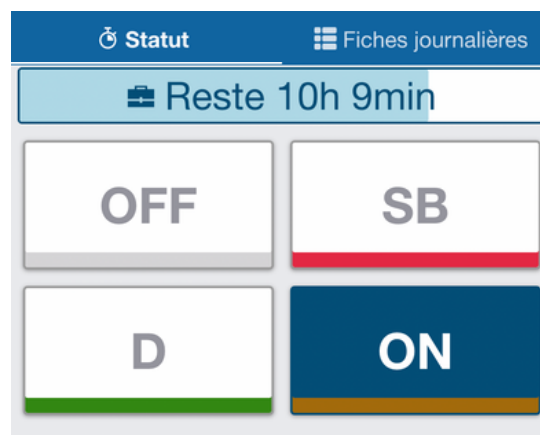 Statut
Fiches journalières
Reste 10h 9min
OFF
SB
D
ON